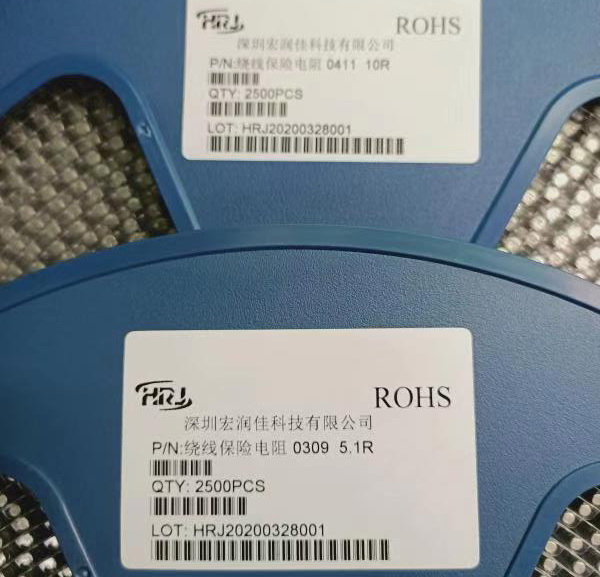 HRJ
ROHS
深圳宏润佳科技有限公司
P/N:绕线保险电阻 0411 10R
QTY: 2500PCS
LOT: HRJ20200328001
HRJ
ROHS
深圳宏润佳科技有限公司
P/N:绕线保险电阻 0309 5.1R
QTY: 2500PCS
LOT: HRJ20200328001